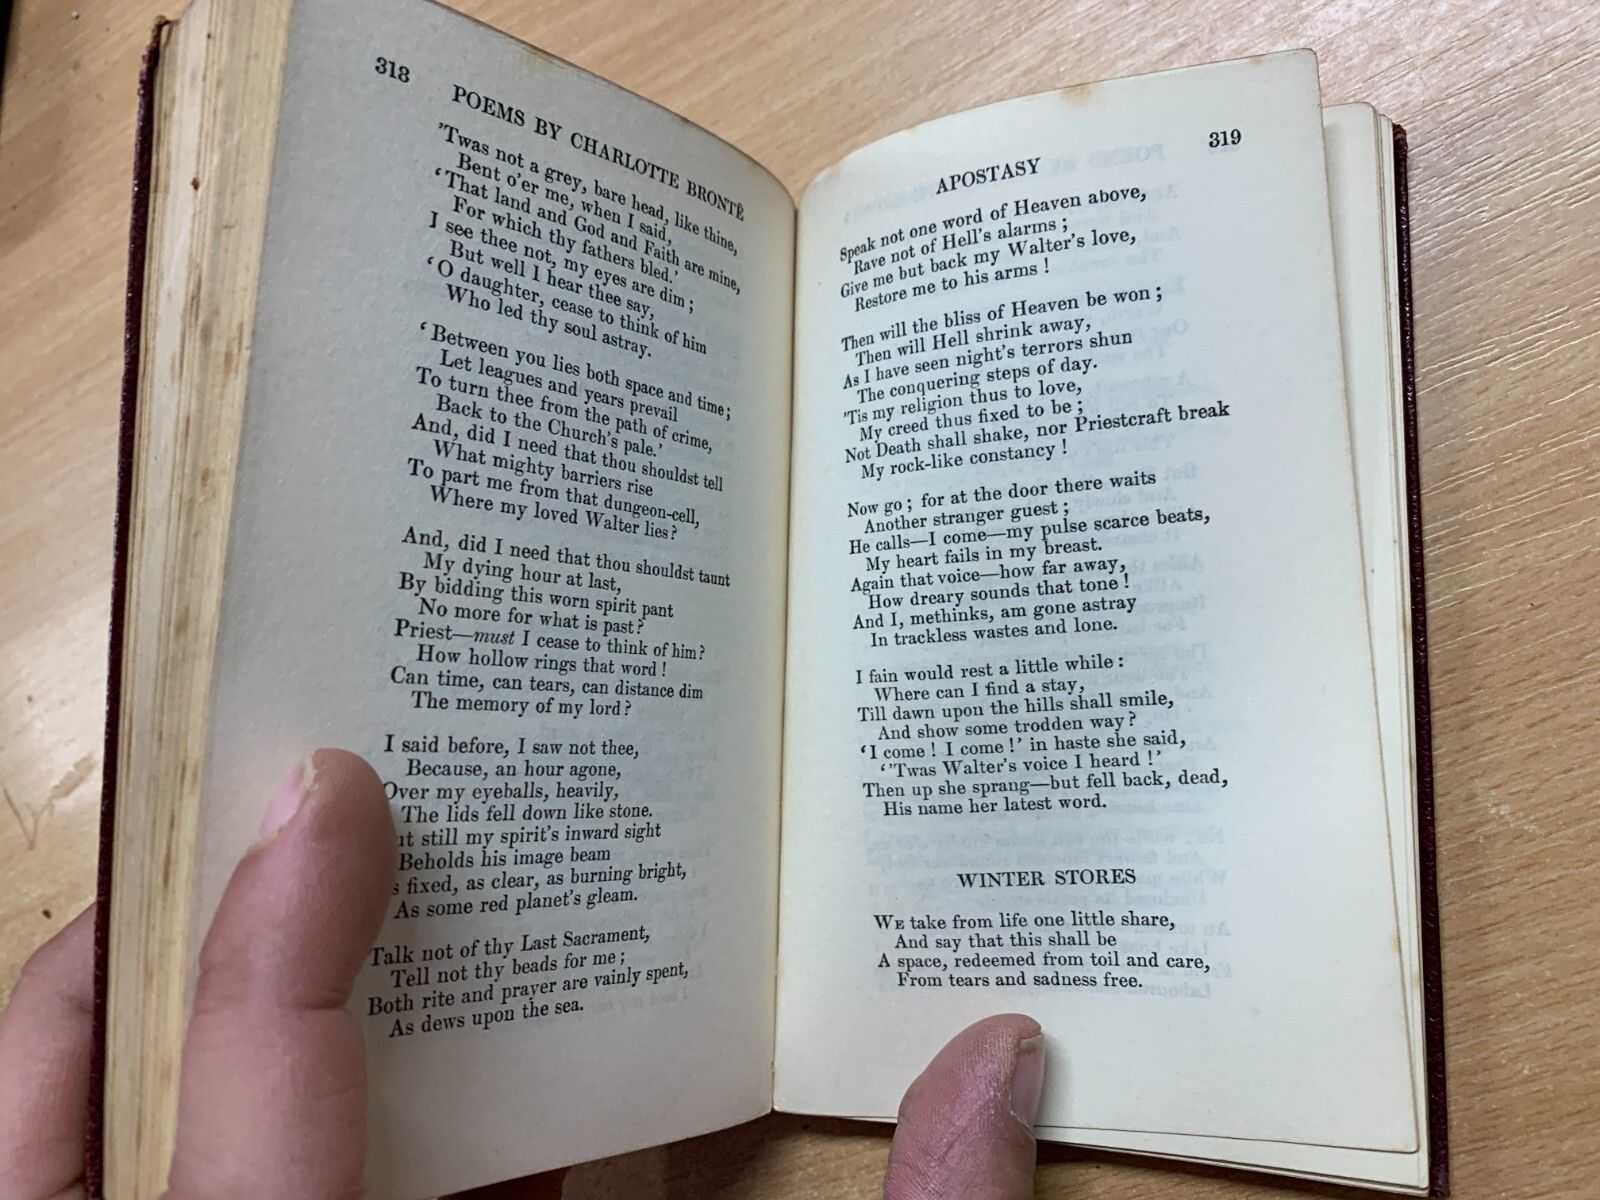 318
POEMS BY CHARLOTTE BRONTË
'Twas not a grey, bare head, like thine,
Bent o'er me, when I said,
'That land and God and Faith are mine,
For which thy fathers bled.'
I see thee not, my eyes are dim;
But well I hear thee say,
'O daughter, cease to think of him
Who led thy soul astray.
'Between you lies both space and time;
Let leagues and years prevail
To turn thee from the path of crime,
Back to the Church's pale.'
And, did I need that thou shouldst tell
What mighty barriers rise
To part me from that dungeon-cell,
Where my loved Walter lies?
And, did I need that thou shouldst taunt
My dying hour at last,
By bidding this worn spirit pant
No more for what is past?
Priest—must I cease to think of him?
How hollow rings that word!
Can time, can tears, can distance dim
The memory of my lord?
I said before, I saw not thee,
Because, an hour agone,
Over my eyeballs, heavily,
The lids fell down like stone.
still my spirit's inward sight
Beholds his image beam
fixed, as clear, as burning bright,
As some red planet's gleam.
Talk not of thy Last Sacrament,
Tell not thy beads for me;
Both rite and prayer are vainly spent,
As dews upon the sea.
APOSTASY
319
Speak not one word of Heaven above,
Rave not of Hell's alarms;
Give me but back my Walter's love,
Restore me to his arms!
Then will the bliss of Heaven be won;
Then will Hell shrink away,
As I have seen night's terrors shun
The conquering steps of day.
'Tis my religion thus to love,
My creed thus fixed to be;
Not Death shall shake, nor Priestcraft break
My rock-like constancy!
Now go; for at the door there waits
Another stranger guest;
He calls—I come—my pulse scarce beats,
My heart fails in my breast.
Again that voice—how far away,
How dreary sounds that tone!
And I, methinks, am gone astray
In trackless wastes and lone.
I fain would rest a little while:
Where can I find a stay,
Till dawn upon the hills shall smile,
And show some trodden way?
'I come! I come!' in haste she said,
''Twas Walter's voice I heard!'
Then up she sprang—but fell back, dead,
His name her latest word.
WINTER STORES
WE take from life one little share,
And say that this shall be
A space, redeemed from toil and care,
From tears and sadness free.